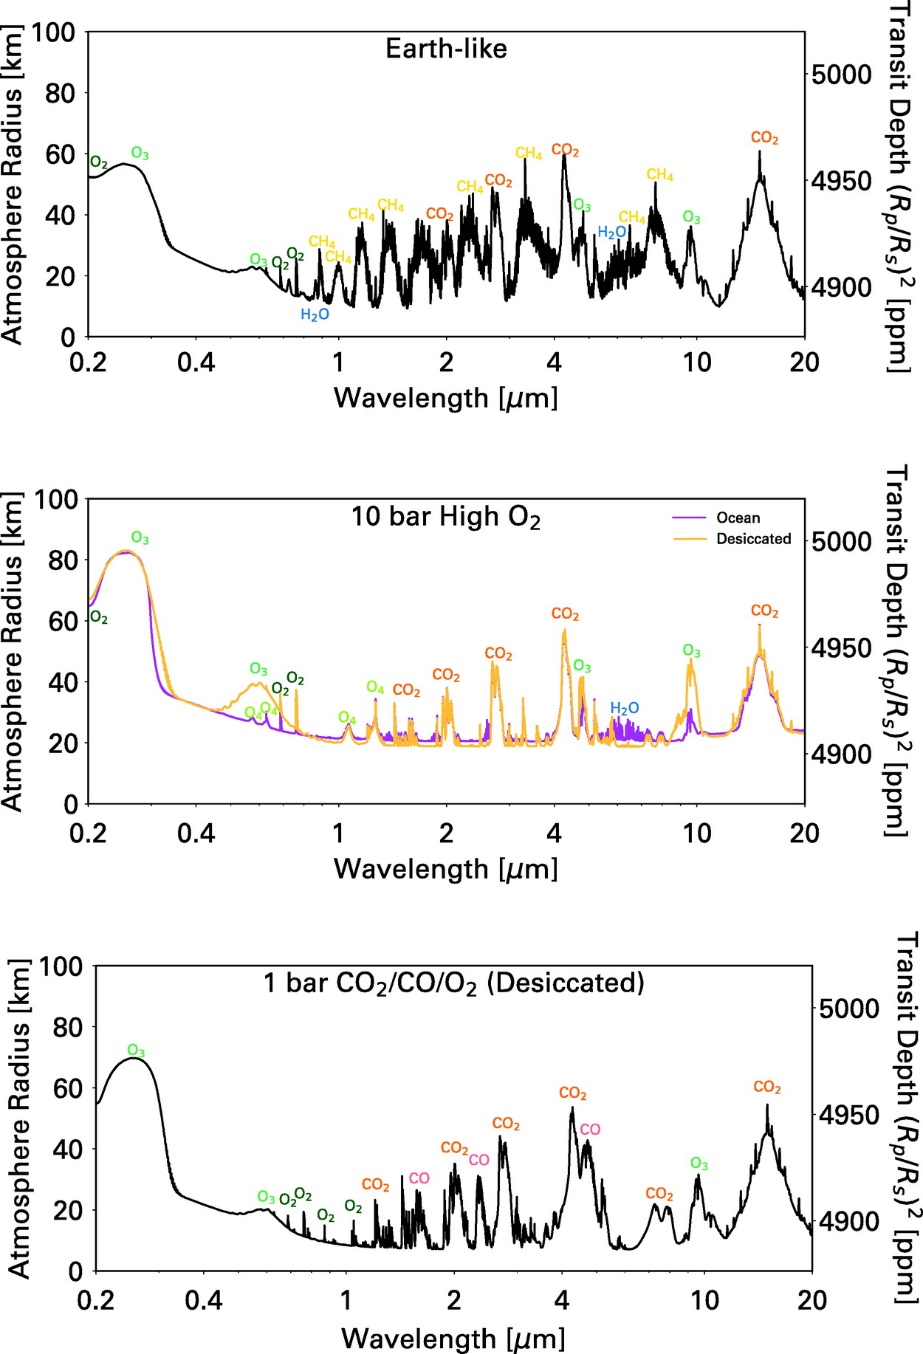 Earth-like
Atmosphere Radius [km]
100
80
60
40
20
0
O₂
O₃
O₃
O₂
O₂
H₂O
CH₄
CH₄
CH₄
CH₄
CO₂
CH₄
CO₂
CH₄
CO₂
O₃
H₂O
CH₄
CH₄
O₃
CO₂
5000
4950
4900
Transit Depth (Rₚ/Rₛ)² [ppm]
0.2 0.4 1 2 4 10 20
Wavelength [μm]
10 bar High O₂
Ocean
Desiccated
Atmosphere Radius [km]
100
80
60
40
20
0
O₃
O₂
O₃
O₄
O₄
O₂
O₂
O₄
O₄
CO₂
CO₂
CO₂
CO₂
O₃
H₂O
O₃
CO₂
5000
4950
4900
Transit Depth (Rₚ/Rₛ)² [ppm]
0.2 0.4 1 2 4 10 20
Wavelength [μm]
1 bar CO₂/CO/O₂ (Desiccated)
Atmosphere Radius [km]
100
80
60
40
20
0
O₃
O₃
O₂
O₂
O₂
O₂
CO₂
CO
CO₂
CO
CO₂
CO₂
CO
CO₂
O₃
CO₂
5000
4950
4900
Transit Depth (Rₚ/Rₛ)² [ppm]
0.2 0.4 1 2 4 10 20
Wavelength [μm]